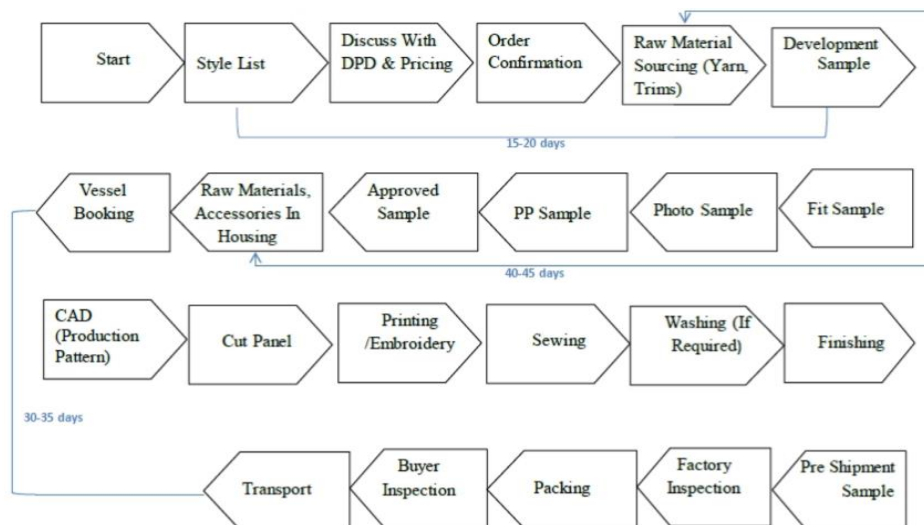 Start
Style List
Discuss With
DPD & Pricing
Order
Confirmation
Raw Material
Sourcing (Yarn,
Trims)
Development
Sample
15-20 days
Vessel
Booking
Raw Materials,
Accessories In
Housing
Approved
Sample
PP Sample
Photo Sample
Fit Sample
40-45 days
CAD
(Production
Pattern)
Cut Panel
Printing
/Embroidery
Sewing
Washing (If
Required)
Finishing
30-35 days
Transport
Buyer
Inspection
Packing
Factory
Inspection
Pre Shipment
Sample